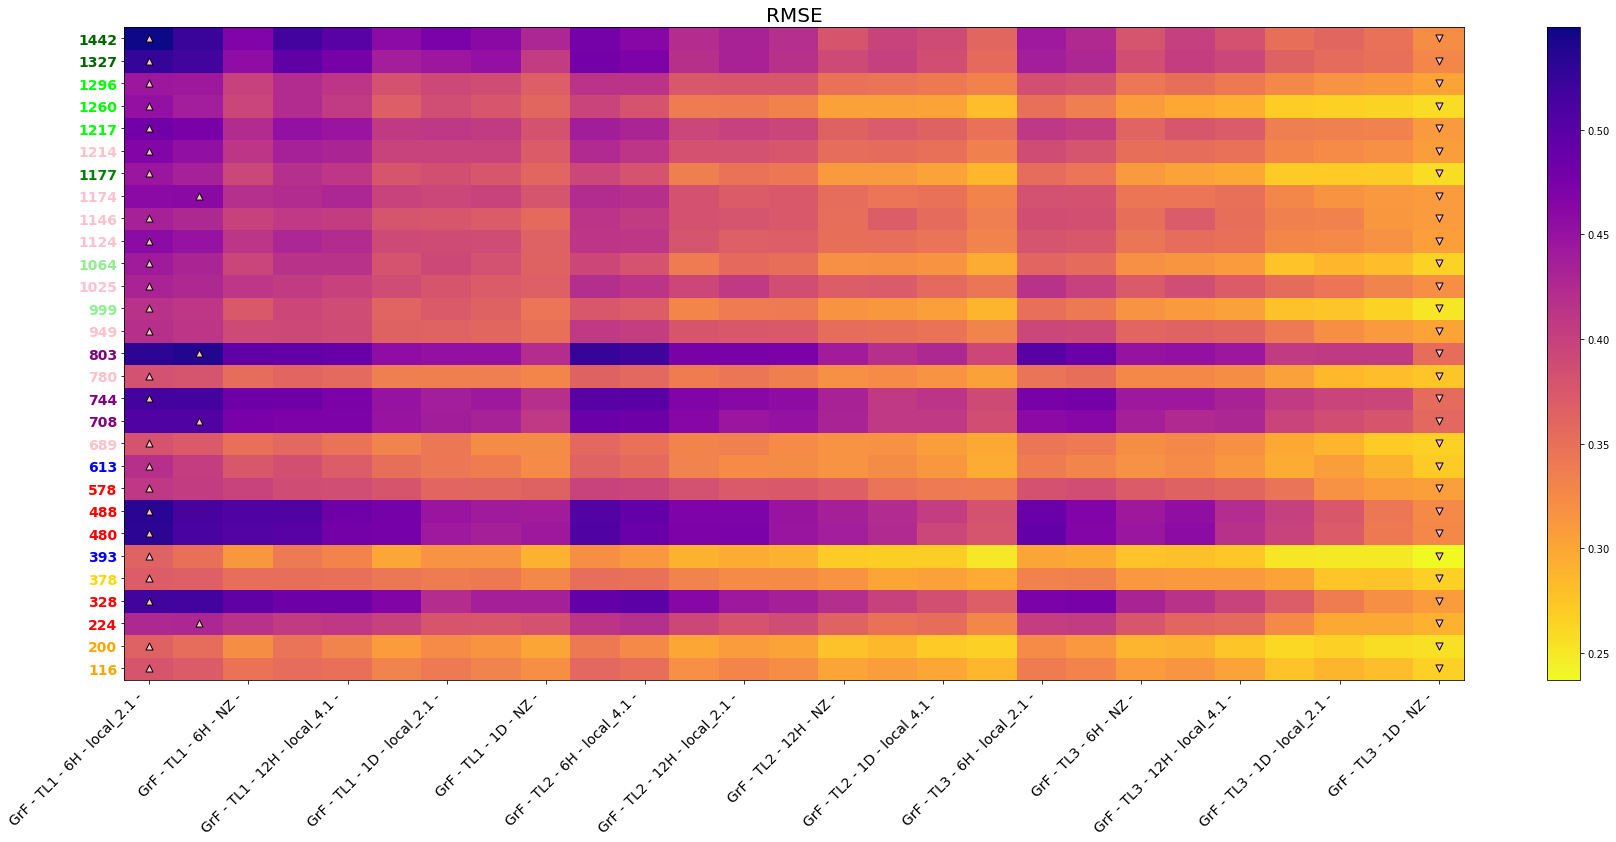 RMSE
1442
1327
1296
1260
1217
1214
1177
1174
1146
1124
1064
1025
999
949
803
780
744
708
689
613
578
488
480
393
378
328
224
200
116
GrF - TL1 - 6H - local_2.1 -
GrF - TL1 - 6H - NZ -
GrF - TL1 - 12H - local_4.1 -
GrF - TL1 - 1D - local_2.1 -
GrF - TL1 - 1D - NZ -
GrF - TL2 - 6H - local_4.1 -
GrF - TL2 - 12H - local_2.1 -
GrF - TL2 - 12H - NZ -
GrF - TL2 - 1D - local_4.1 -
GrF - TL3 - 6H - local_2.1 -
GrF - TL3 - 6H - NZ -
GrF - TL3 - 12H - local_4.1 -
GrF - TL3 - 1D - local_2.1 -
GrF - TL3 - 1D - NZ -
0.50
0.45
0.40
0.35
0.30
0.25